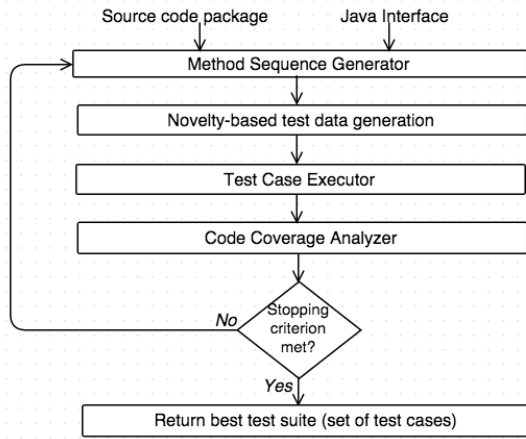 Source code package
Java Interface
Method Sequence Generator
Novelty-based test data generation
Test Case Executor
Code Coverage Analyzer
Stopping
criterion
met?
No
Yes
Return best test suite (set of test cases)